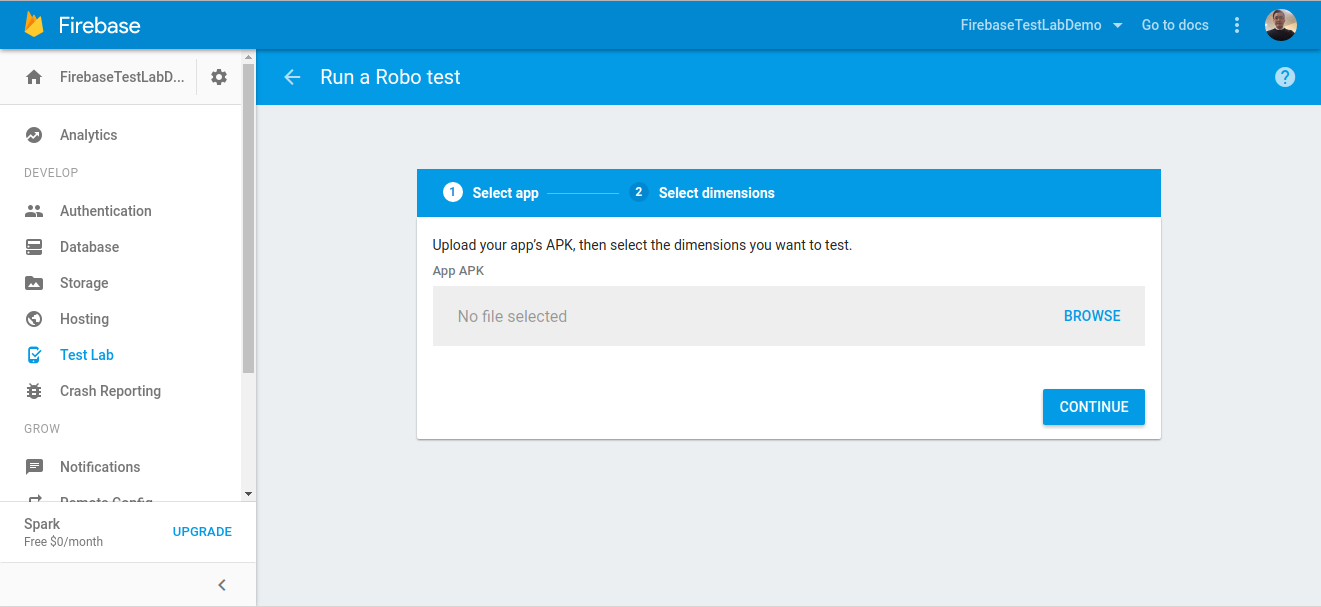 Firebase
FirebaseTestLabDemo
Go to docs
FirebaseTestLabD...
Run a Robo test
?
Analytics
DEVELOP
Authentication
Database
Storage
Hosting
Test Lab
Crash Reporting
GROW
Notifications
Remote Config
Spark
Free $0/month
UPGRADE
1 Select app
2 Select dimensions
Upload your app's APK, then select the dimensions you want to test.
App APK
No file selected
BROWSE
CONTINUE